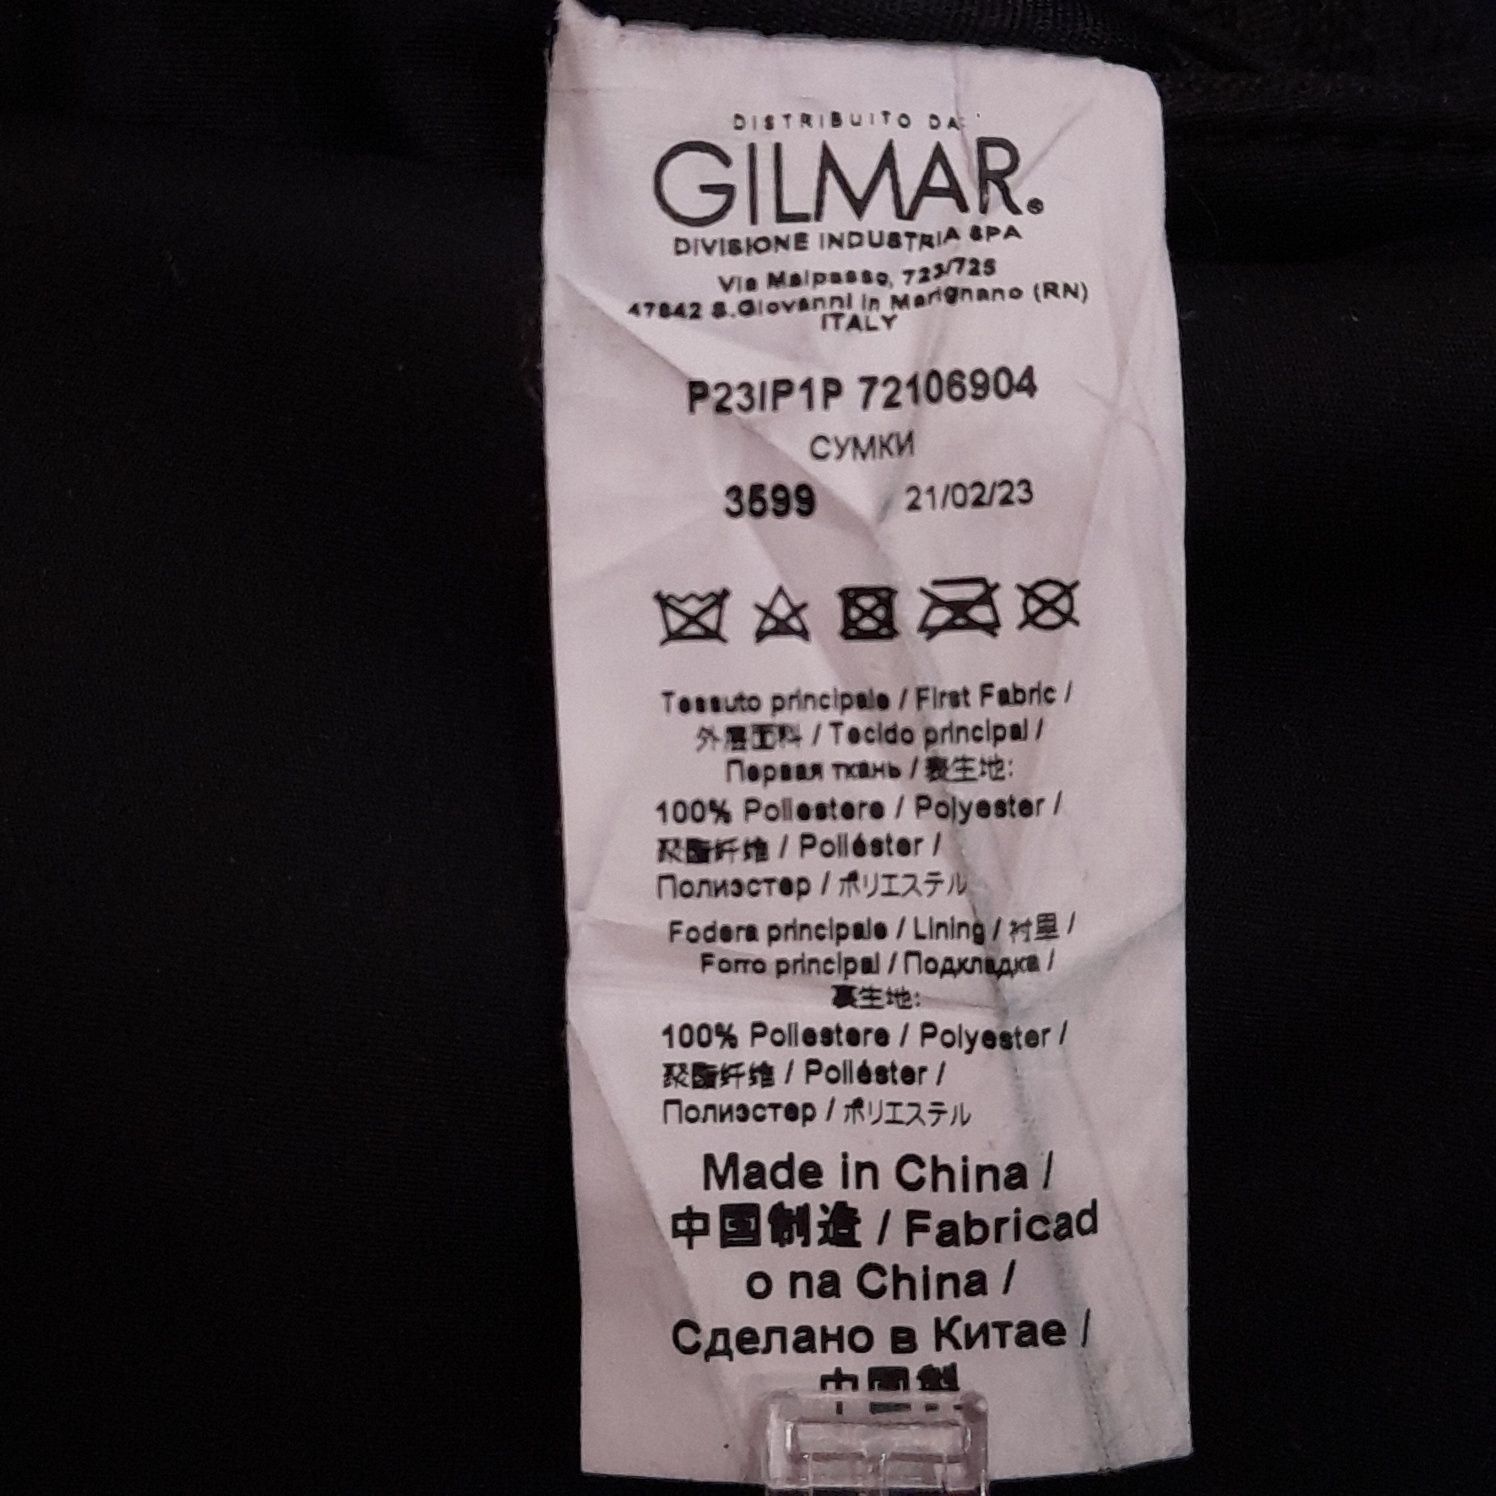 DISTRIBUITO DA:
GILMAR®
DIVISIONE INDUSTRIA SPA
Via Malpasso, 723/725
47842 S.Giovanni in Marignano (RN)
ITALY
P23IP1P 72106904
СУМКИ
3599 21/02/23
Tessuto principale / First Fabric /
外层面料 / Tecido principal /
Первая ткань / 表生地:
100% Poliestere / Polyester /
聚酯纤维 / Poliéster /
Полиэстер / ポリエステル
Fodera principale / Lining / 衬里 /
Forro principal / Подкладка /
裏生地:
100% Poliestere / Polyester /
聚酯纤维 / Poliéster /
Полиэстер / ポリエステル
Made in China /
中国制造 / Fabricad
o na China /
Сделано в Китае /
中国製